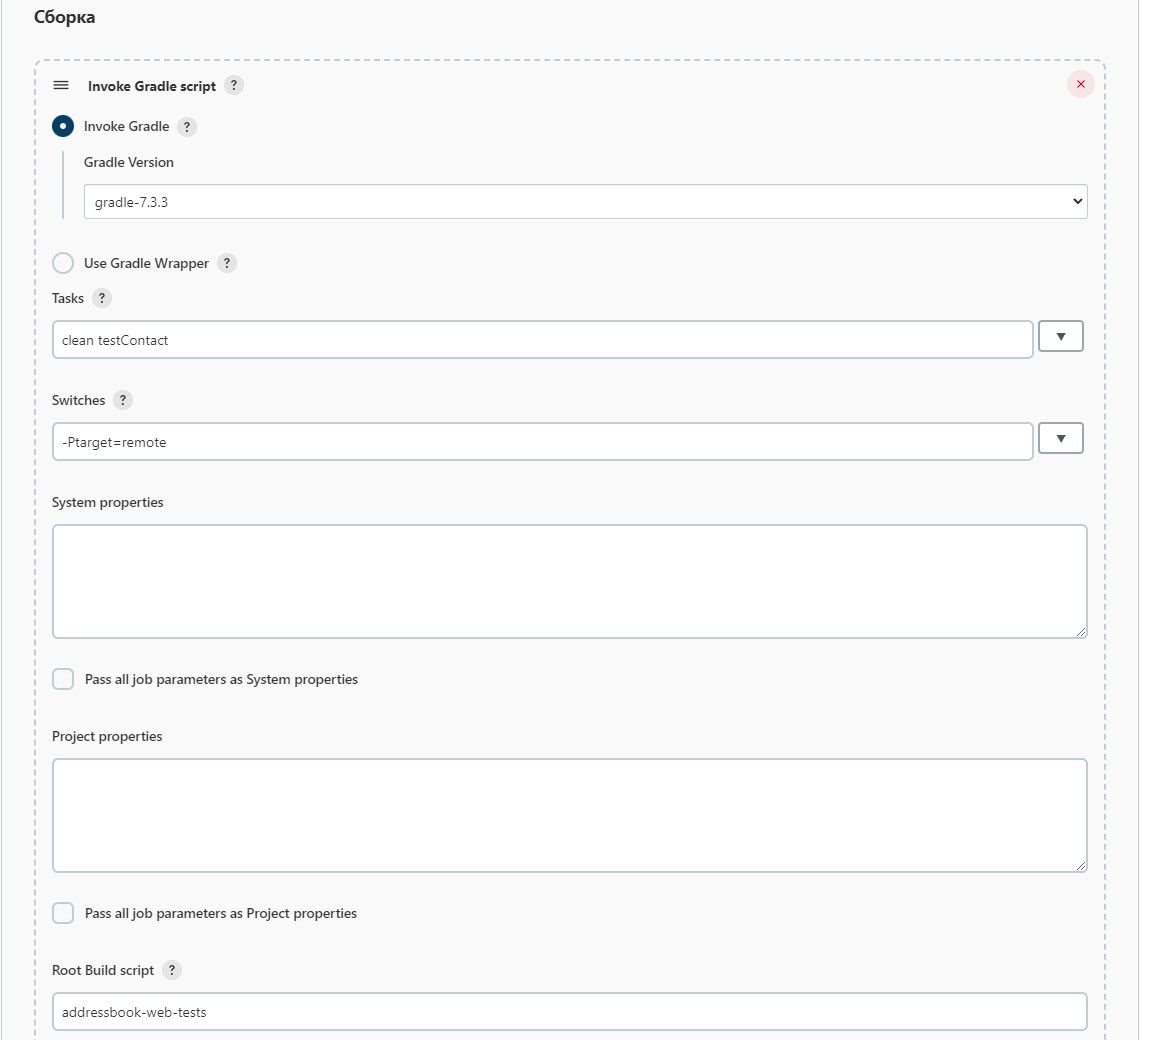 Сборка
Invoke Gradle script ?
Invoke Gradle ?
Gradle Version
gradle-7.3.3
Use Gradle Wrapper ?
Tasks ?
clean testContact
Switches ?
-Ptarget=remote
System properties
Pass all job parameters as System properties
Project properties
Pass all job parameters as Project properties
Root Build script ?
addressbook-web-tests